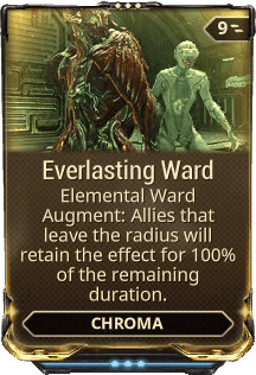 9
Everlasting Ward
Elemental Ward
Augment: Allies that
leave the radius will
retain the effect for 100%
of the remaining
duration.
CHROMA